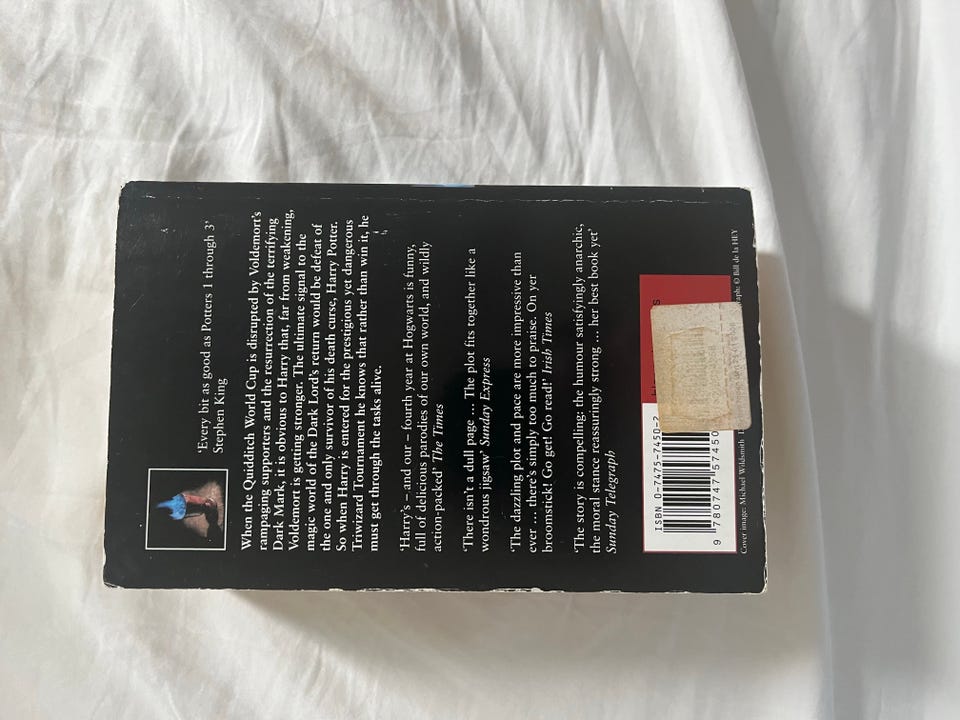 ‘Every bit as good as Potters 1 through 3’
Stephen King
When the Quidditch World Cup is disrupted by Voldemort's
rampaging supporters and the resurrection of the terrifying
Dark Mark, it is obvious to Harry that, far from weakening,
Voldemort is getting stronger. The ultimate signal to the
magic world of the Dark Lord's return would be defeat of
the one and only survivor of his death curse, Harry Potter.
So when Harry is entered for the prestigious yet dangerous
Triwizard Tournament he knows that rather than win it, he
must get through the tasks alive.
‘Harry's – and our – fourth year at Hogwarts is funny,
full of delicious parodies of our own world, and wildly
action-packed’ The Times
‘There isn't a dull page ... The plot fits together like a
wondrous jigsaw’ Sunday Express
‘The dazzling plot and pace are more impressive than
ever ... there's simply too much to praise. On yer
broomstick! Go get! Go read!’ Irish Times
‘The story is compelling: the humour satisfyingly anarchic,
the moral stance reassuringly strong ... her best book yet’
Sunday Telegraph
ISBN 0-7475-7450-2
9 780747 57450
Cover image: Michael Wildsmith © Bill de la HEY